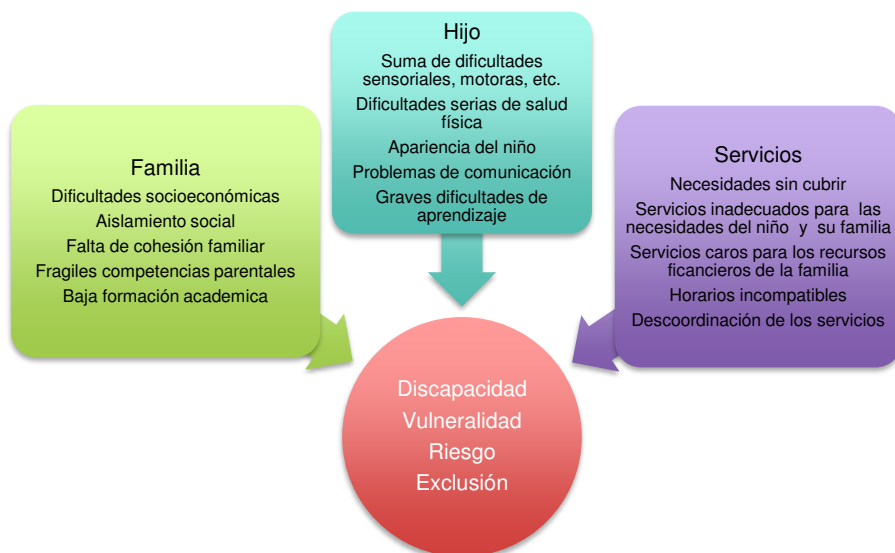 Familia
Dificultades socioeconómicas
Aislamiento social
Falta de cohesión familiar
Fragiles competencias parentales
Baja formación academica
Hijo
Suma de dificultades
sensoriales, motoras, etc.
Dificultades serias de salud
física
Apariencia del niño
Problemas de comunicación
Graves dificultades de
aprendizaje
Servicios
Necesidades sin cubrir
Servicios inadecuados para las
necesidades del niño y su familia
Servicios caros para los recursos
ficancieros de la familia
Horarios incompatibles
Descoordinación de los servicios
Discapacidad
Vulneralidad
Riesgo
Exclusión